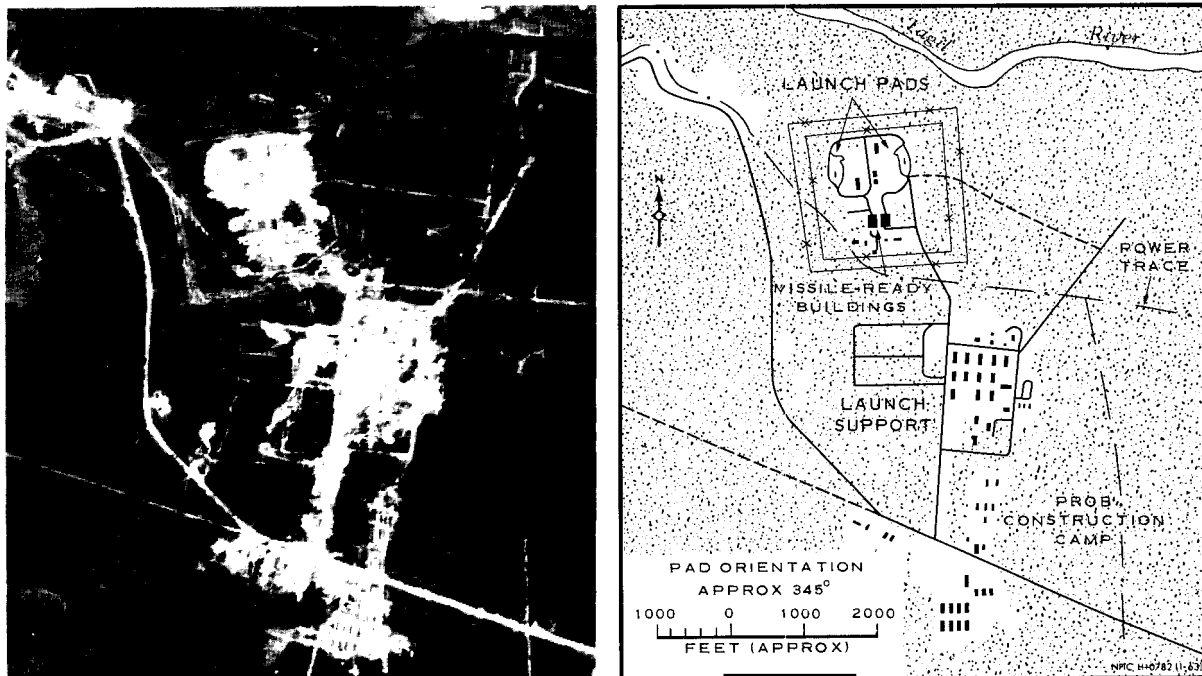 Tagil River
LAUNCH PADS
N
POWER
TRACE
MISSILE-READY
BUILDINGS
LAUNCH
SUPPORT
PROB
CONSTRUCTION
CAMP
PAD ORIENTATION
APPROX 345°
1000 0 1000 2000
FEET (APPROX)